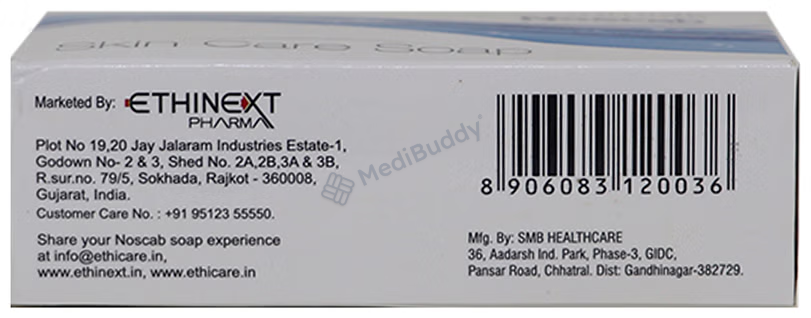 Skin Care Soap
Marketed By: ETHINEXT
PHARMA
Plot No 19,20 Jay Jalaram Industries Estate-1,
Godown No- 2 & 3, Shed No. 2A,2B,3A & 3B,
R.sur.no. 79/5, Sokhada, Rajkot - 360008,
Gujarat, India.
Customer Care No. : +91 95123 55550.
Share your Noscab soap experience
at info@ethicare.in,
www.ethinext.in, www.ethicare.in
MediBuddy
8 906083 120036
Mfg. By: SMB HEALTHCARE
36, Aadarsh Ind. Park, Phase-3, GIDC,
Pansar Road, Chhatral. Dist: Gandhinagar-382729.